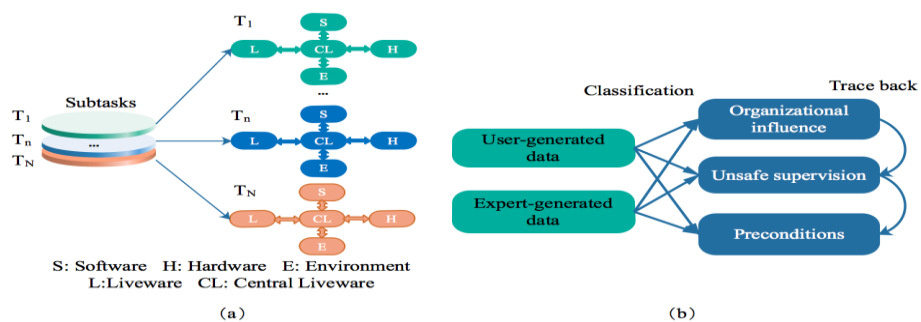 Subtasks
T1
Tn
...
TN
T1
S
L CL H
E
...
Tn
S
L CL H
E
TN
S
L CL H
E
S: Software H: Hardware E: Environment
L:Liveware CL: Central Liveware
(a)
Classification
Trace back
User-generated
data
Expert-generated
data
Organizational
influence
Unsafe supervision
Preconditions
(b)